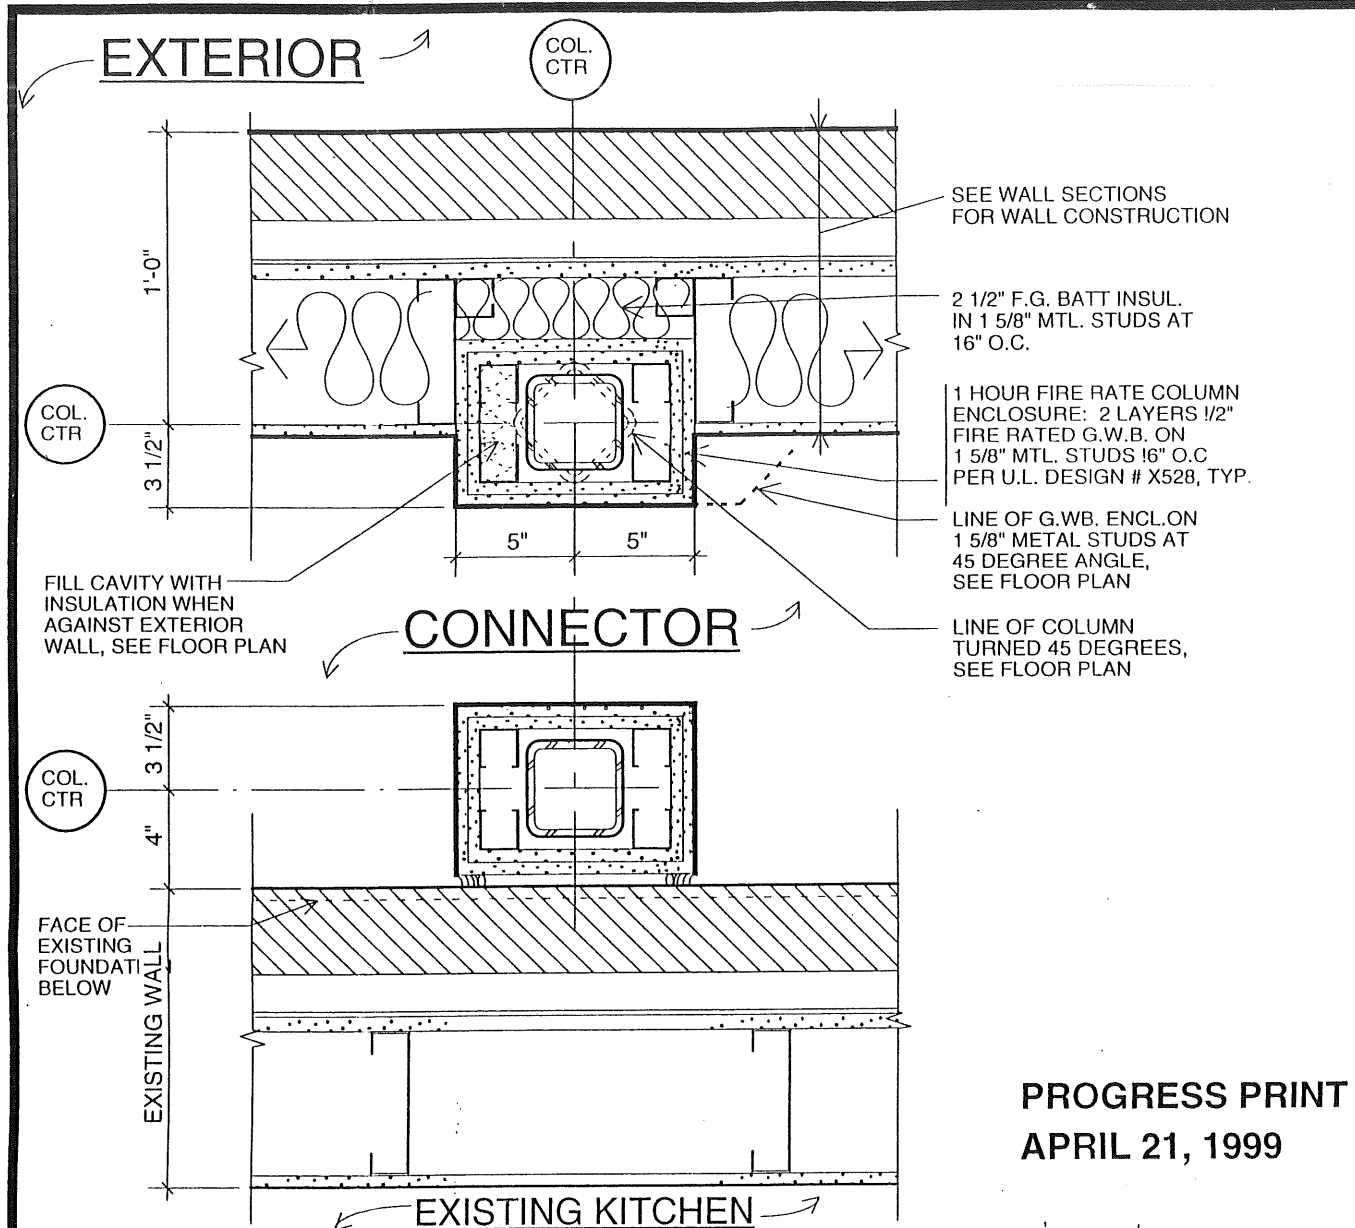 EXTERIOR
COL.
CTR
1'-0"
SEE WALL SECTIONS
FOR WALL CONSTRUCTION
2 1/2" F.G. BATT INSUL.
IN 1 5/8" MTL. STUDS AT
16" O.C.
COL.
CTR
3 1/2"
1 HOUR FIRE RATE COLUMN
ENCLOSURE: 2 LAYERS !/2"
FIRE RATED G.W.B. ON
1 5/8" MTL. STUDS !6" O.C
PER U.L. DESIGN # X528, TYP.
5"
5"
LINE OF G.WB. ENCL.ON
1 5/8" METAL STUDS AT
45 DEGREE ANGLE,
SEE FLOOR PLAN
FILL CAVITY WITH
INSULATION WHEN
AGAINST EXTERIOR
WALL, SEE FLOOR PLAN
CONNECTOR
LINE OF COLUMN
TURNED 45 DEGREES,
SEE FLOOR PLAN
3 1/2"
COL.
CTR
4"
FACE OF
EXISTING
FOUNDATI
BELOW
EXISTING WALL
PROGRESS PRINT
APRIL 21, 1999
EXISTING KITCHEN